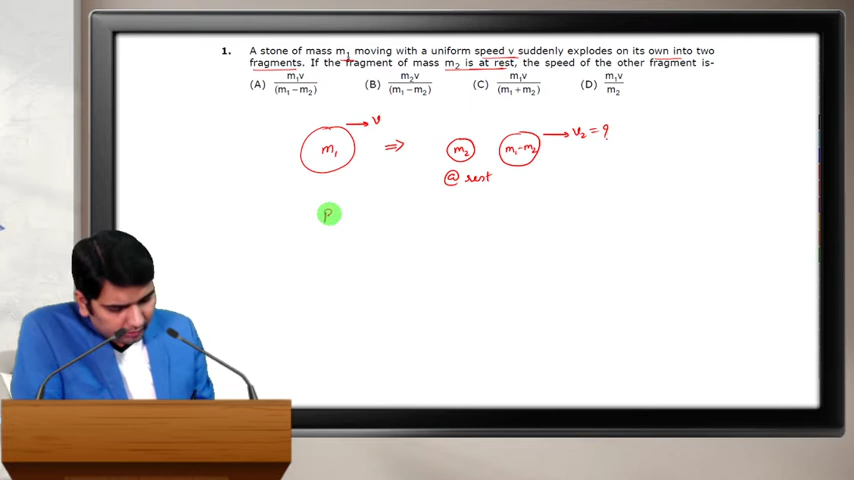 1. A stone of mass m₁ moving with a uniform speed v suddenly explodes on its own into two
fragments. If the fragment of mass m₂ is at rest, the speed of the other fragment is-
(A) m₁v/(m₁−m₂) (B) m₂v/(m₁−m₂) (C) m₁v/(m₁+m₂) (D) m₁v/m₂
v
m₁ ⇒ m₂ m₁-m₂ v₂ = ?
@ rest
P